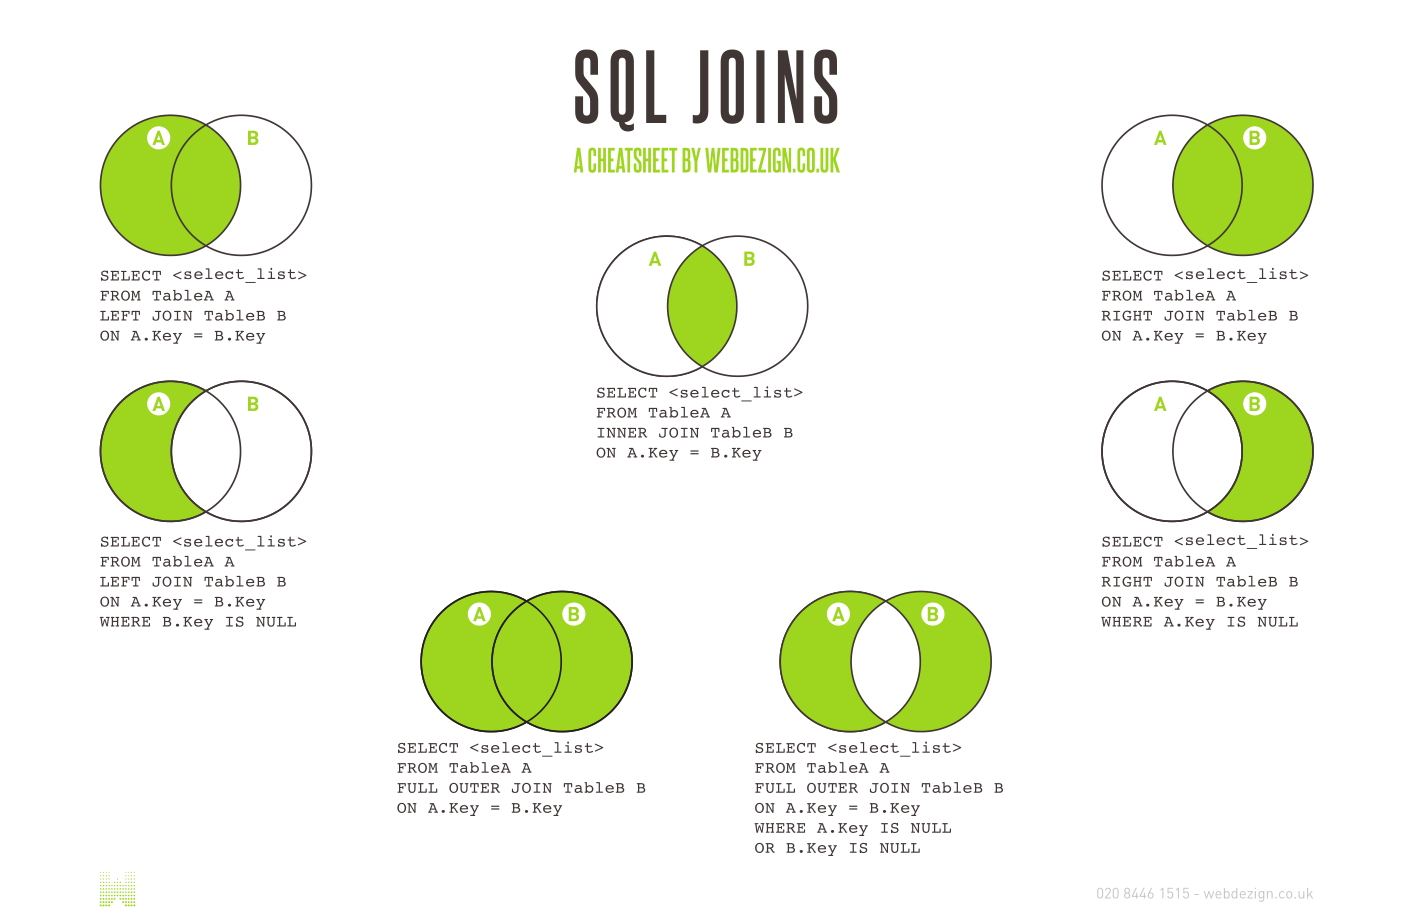 SQL JOINS
A CHEATSHEET BY WEBDEZIGN.CO.UK
A B
SELECT <select_list>
FROM TableA A
LEFT JOIN TableB B
ON A.Key = B.Key
A B
SELECT <select_list>
FROM TableA A
INNER JOIN TableB B
ON A.Key = B.Key
A B
SELECT <select_list>
FROM TableA A
RIGHT JOIN TableB B
ON A.Key = B.Key
A B
SELECT <select_list>
FROM TableA A
LEFT JOIN TableB B
ON A.Key = B.Key
WHERE B.Key IS NULL
A B
SELECT <select_list>
FROM TableA A
RIGHT JOIN TableB B
ON A.Key = B.Key
WHERE A.Key IS NULL
A B
SELECT <select_list>
FROM TableA A
FULL OUTER JOIN TableB B
ON A.Key = B.Key
A B
SELECT <select_list>
FROM TableA A
FULL OUTER JOIN TableB B
ON A.Key = B.Key
WHERE A.Key IS NULL
OR B.Key IS NULL
W
020 8446 1515 - webdezign.co.uk